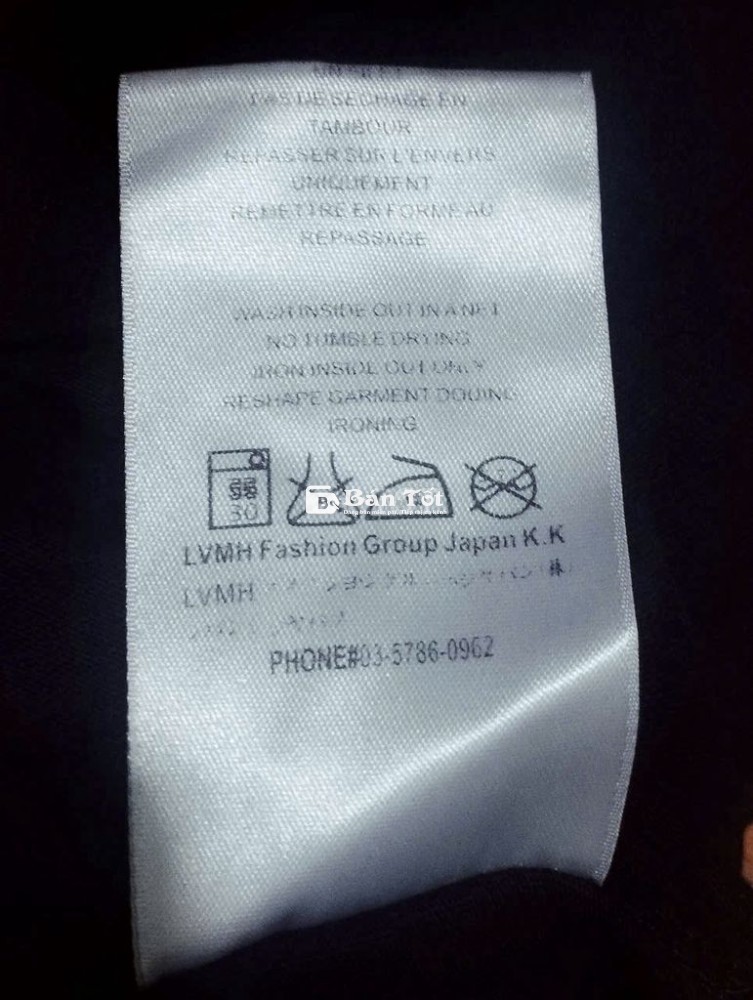 PAS DE SECHAGE EN
TAMBOUR
REPASSER SUR L'ENVERS
UNIQUEMENT
REMETTRE EN FORME AU
REPASSAGE
WASH INSIDE OUT IN A NET
NO TUMBLE DRYING
IRON INSIDE OUT ONLY
RESHAPE GARMENT DOUING
IRONING
30
Ban Tốt
LVMH Fashion Group Japan K.K
LVMH
PHONE#03-5786-0962